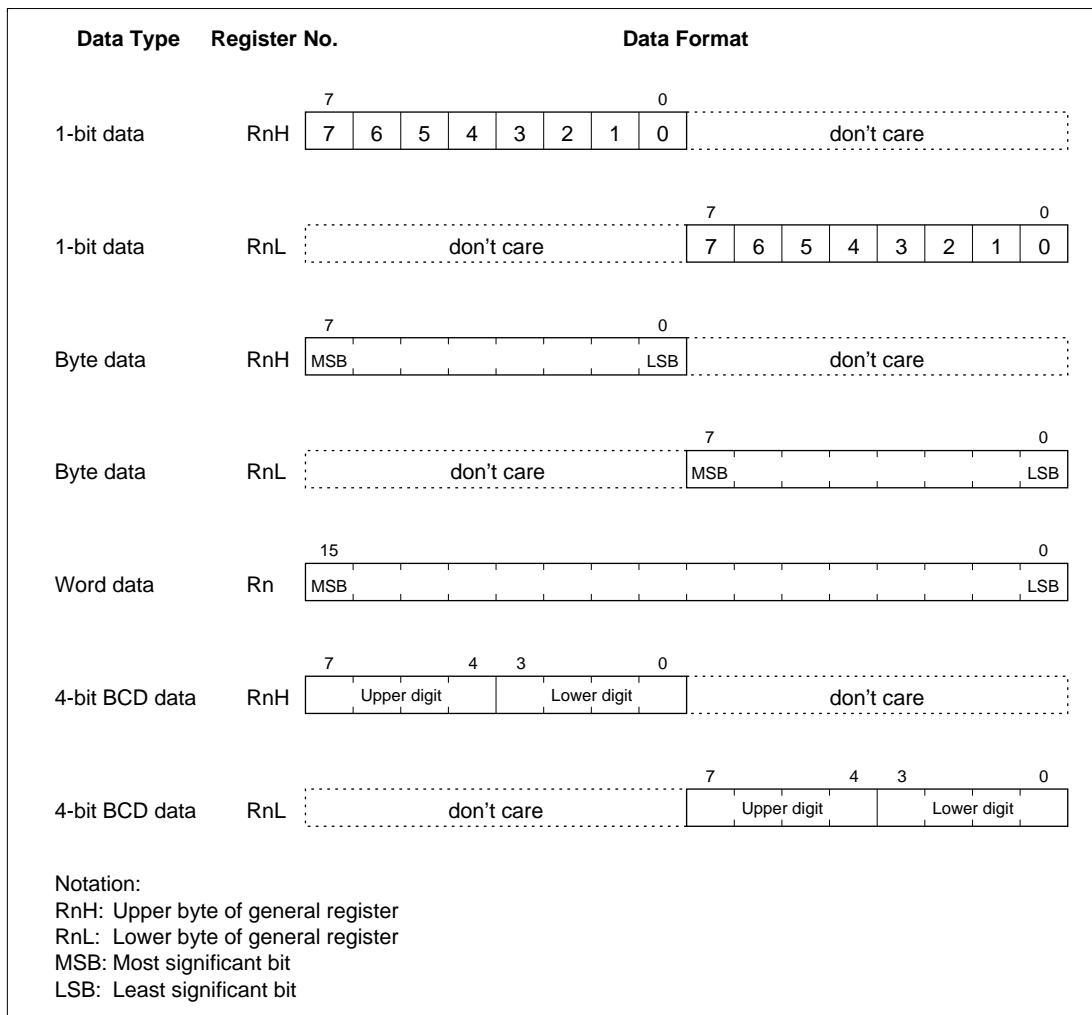 Data Type Register No. Data Format
7 0
1-bit data RnH 7 6 5 4 3 2 1 0 don't care
7 0
1-bit data RnL don't care 7 6 5 4 3 2 1 0
7 0
Byte data RnH MSB LSB don't care
7 0
Byte data RnL don't care MSB LSB
15 0
Word data Rn MSB LSB
7 4 3 0
4-bit BCD data RnH Upper digit Lower digit don't care
7 4 3 0
4-bit BCD data RnL don't care Upper digit Lower digit
Notation:
RnH: Upper byte of general register
RnL: Lower byte of general register
MSB: Most significant bit
LSB: Least significant bit